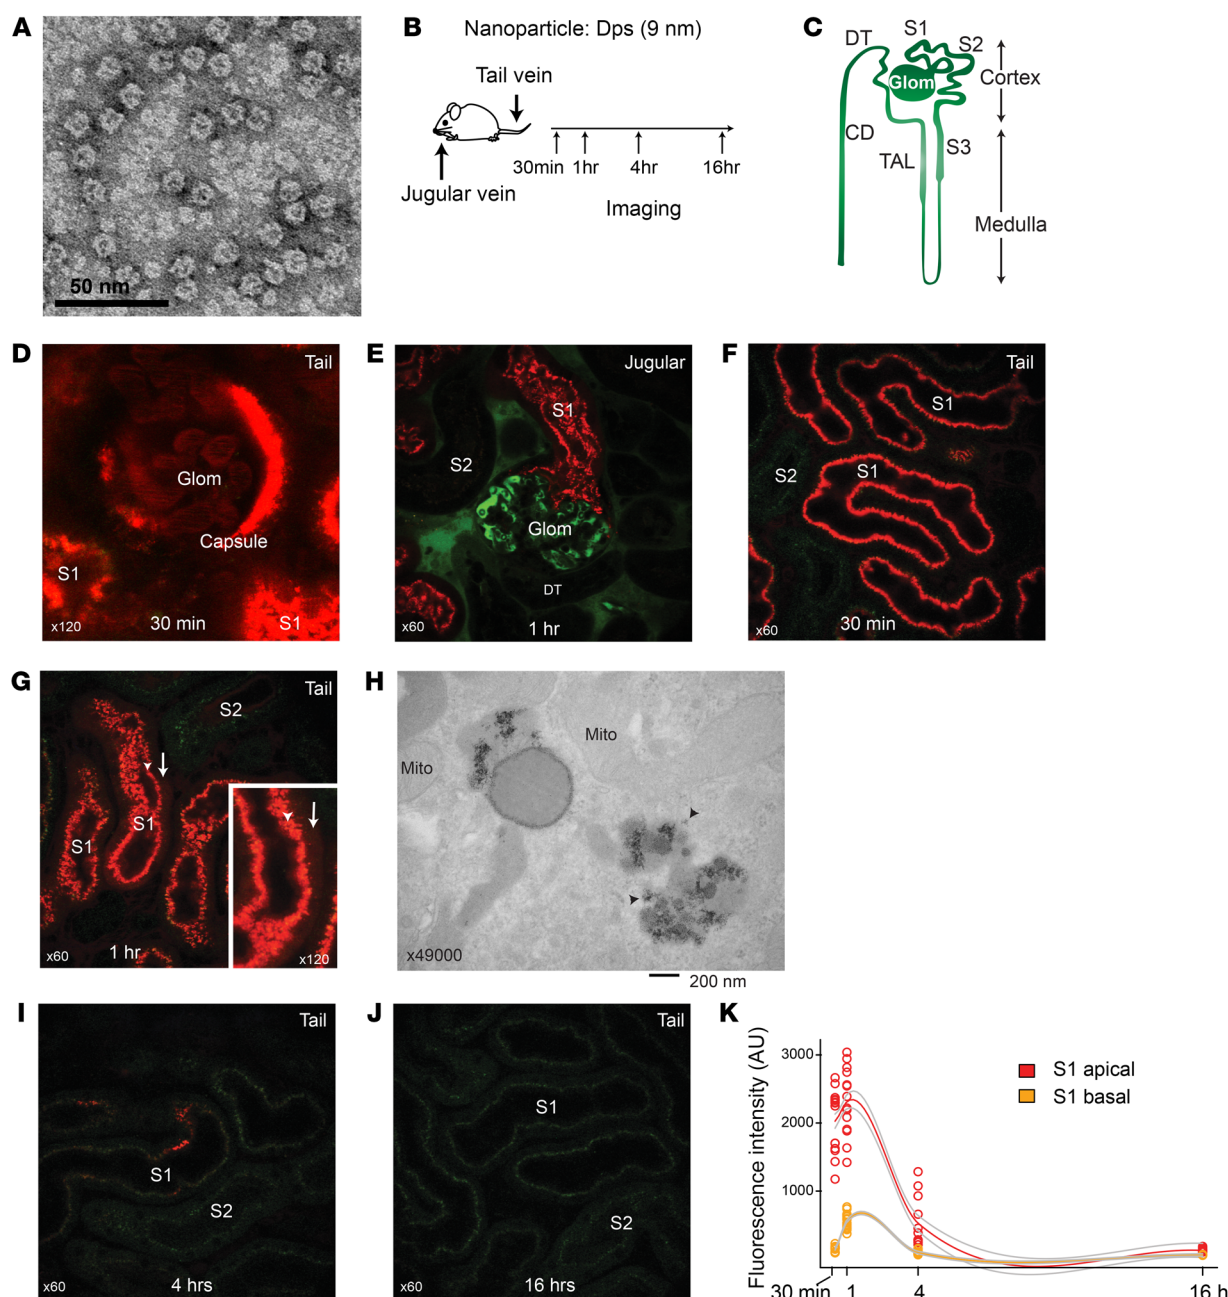 A
50 nm
B
Nanoparticle: Dps (9 nm)
Tail vein
Jugular vein
30min 1hr 4hr 16hr
Imaging
C
DT
S1
S2
Glom
Cortex
CD
TAL
S3
Medulla
D
Tail
Glom
Capsule
S1
S1
x120
30 min
E
Jugular
S1
S2
Glom
DT
x60
1 hr
F
Tail
S1
S2
S1
x60
30 min
G
Tail
S2
S1
S1
x60
1 hr
x120
H
Mito
Mito
x49000
200 nm
I
Tail
S1
S2
x60
4 hrs
J
Tail
S1
S2
x60
16 hrs
K
Fluorescence intensity (AU)
3000
2000
1000
S1 apical
S1 basal
30 min 1 4 16 h